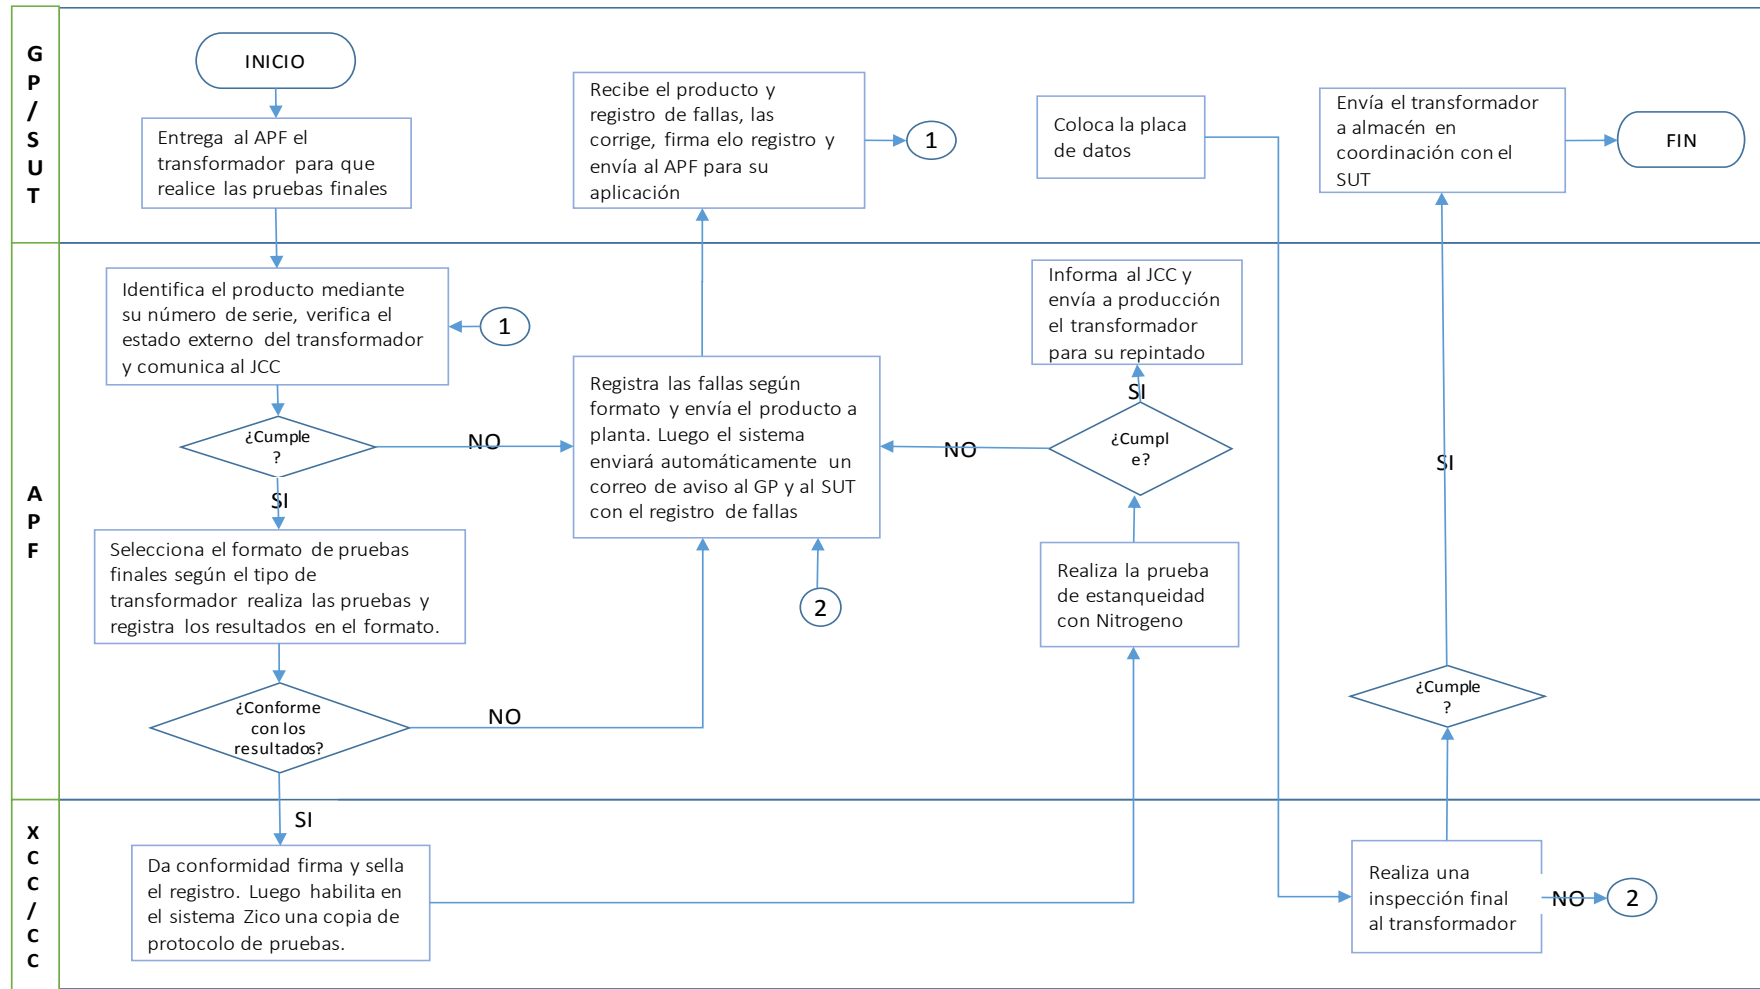 G
P
/
S
U
T
INICIO
Entrega al APF el
transformador para que
realice las pruebas finales
Recibe el producto y
registro de fallas, las
corrige, firma elo registro y
envía al APF para su
aplicación
1
Coloca la placa
de datos
Envía el transformador
a almacén en
coordinación con el
SUT
FIN
A
P
F
Identifica el producto mediante
su número de serie, verifica el
estado externo del transformador
y comunica al JCC
1
¿Cumple
?
NO
SI
Selecciona el formato de pruebas
finales según el tipo de
transformador realiza las pruebas y
registra los resultados en el formato.
¿Conforme
con los
resultados?
NO
SI
Registra las fallas según
formato y envía el producto a
planta. Luego el sistema
enviará automáticamente un
correo de aviso al GP y al SUT
con el registro de fallas
2
Informa al JCC y
envía a producción
el transformador
para su repintado
SI
¿Cumpl
e?
NO
Realiza la prueba
de estanqueidad
con Nitrogeno
SI
¿Cumple
?
X
C
C
/
C
C
Da conformidad firma y sella
el registro. Luego habilita en
el sistema Zico una copia de
protocolo de pruebas.
Realiza una
inspección final
al transformador
NO
2